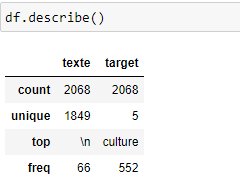 df.describe()
texte target
count 2068 2068
unique 1849 5
top \n culture
freq 66 552